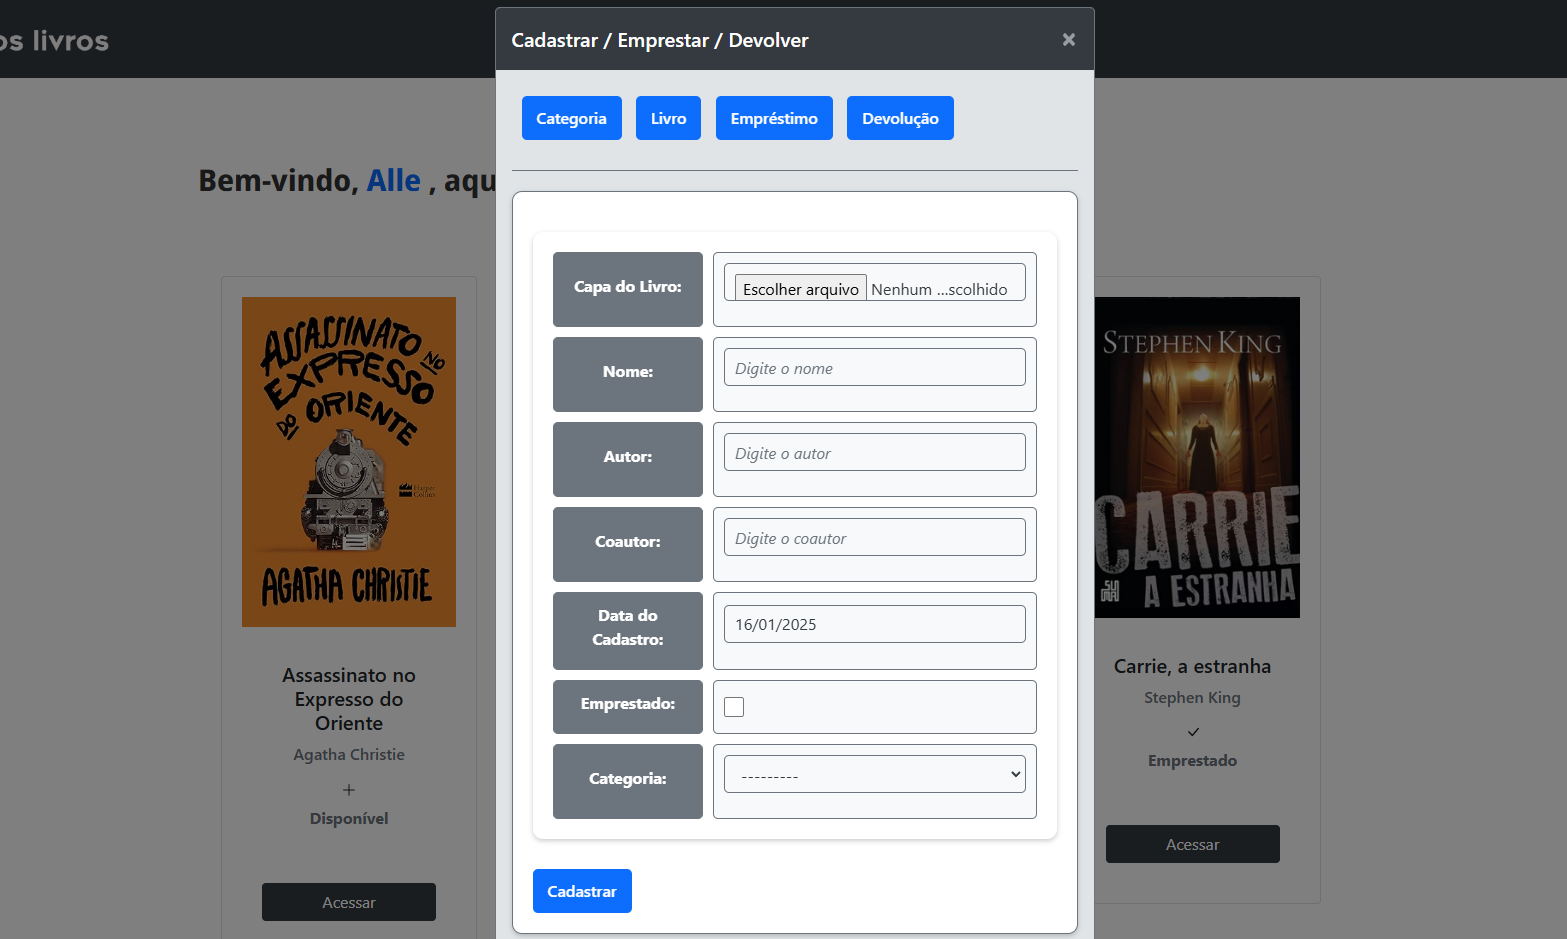 os livros
Cadastrar / Emprestar / Devolver ×
Categoria Livro Empréstimo Devolução
Bem-vindo, Alle , aqu
Capa do Livro: Escolher arquivo Nenhum ...scolhido
Nome: Digite o nome
Autor: Digite o autor
Coautor: Digite o coautor
Data do
Cadastro:
16/01/2025
Emprestado:
Categoria: ---------
Cadastrar
ASSASSINATO NO
EXPRESSO
DO ORIENTE
Harper
Collins
AGATHA CHRISTIE
Assassinato no
Expresso do
Oriente
Agatha Christie
+
Disponível
Acessar
STEPHEN KING
CARRIE
A ESTRANHA
Carrie, a estranha
Stephen King
Emprestado
Acessar